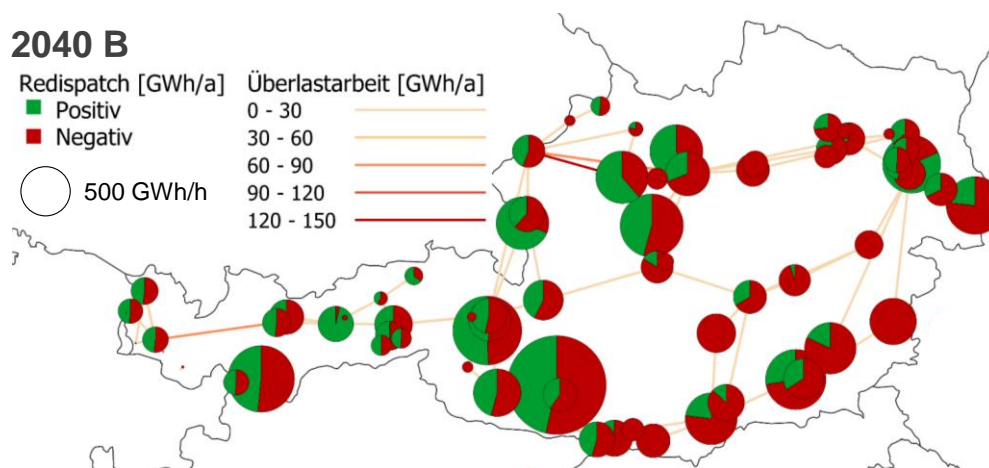 2040 B
Redispatch [GWh/a]
Positiv
Negativ
500 GWh/h
Überlastarbeit [GWh/a]
0 - 30
30 - 60
60 - 90
90 - 120
120 - 150